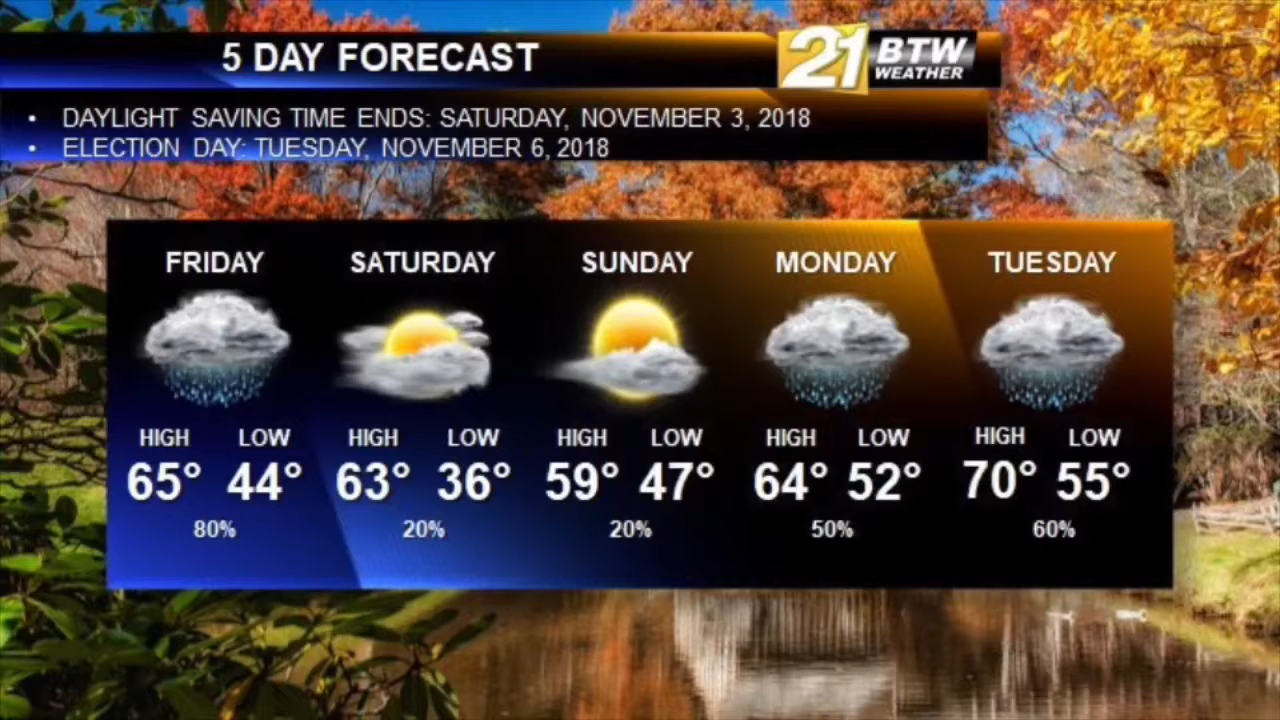 5 DAY FORECAST
21 BTW
WEATHER
• DAYLIGHT SAVING TIME ENDS: SATURDAY, NOVEMBER 3, 2018
• ELECTION DAY: TUESDAY, NOVEMBER 6, 2018
FRIDAY SATURDAY SUNDAY MONDAY TUESDAY
HIGH LOW HIGH LOW HIGH LOW HIGH LOW HIGH LOW
65° 44° 63° 36° 59° 47° 64° 52° 70° 55°
80% 20% 20% 50% 60%